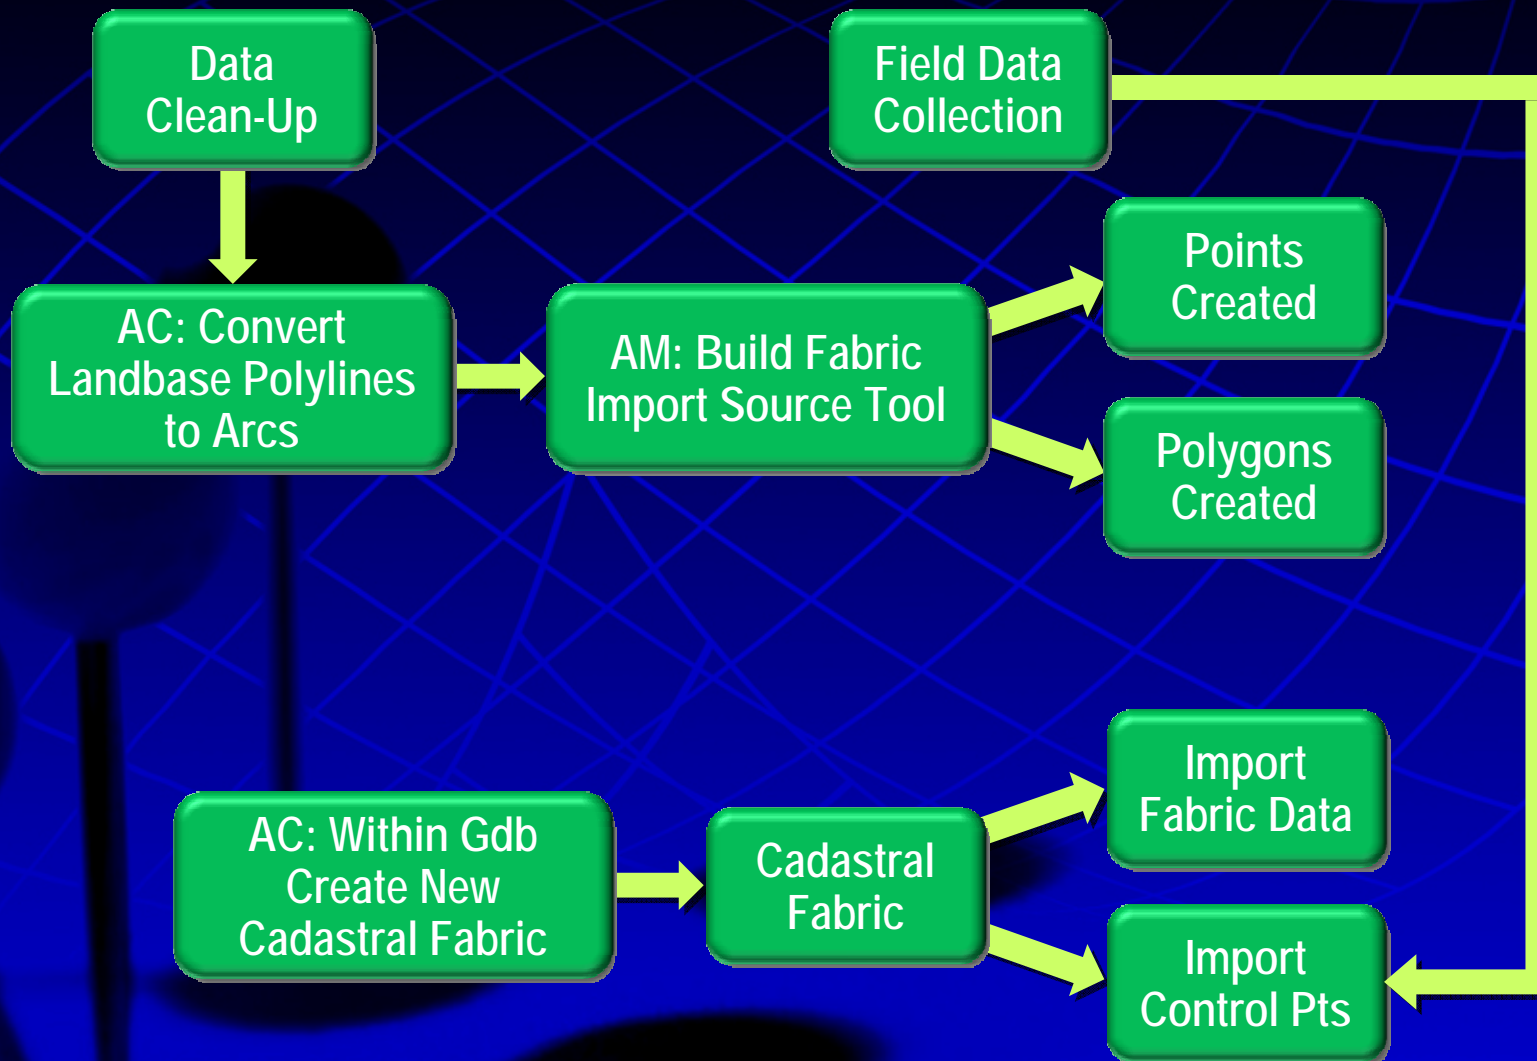 Data
Clean-Up
Field Data
Collection
Points
Created
AC: Convert
Landbase Polylines
to Arcs
AM: Build Fabric
Import Source Tool
Polygons
Created
Import
Fabric Data
AC: Within Gdb
Create New
Cadastral Fabric
Cadastral
Fabric
Import
Control Pts